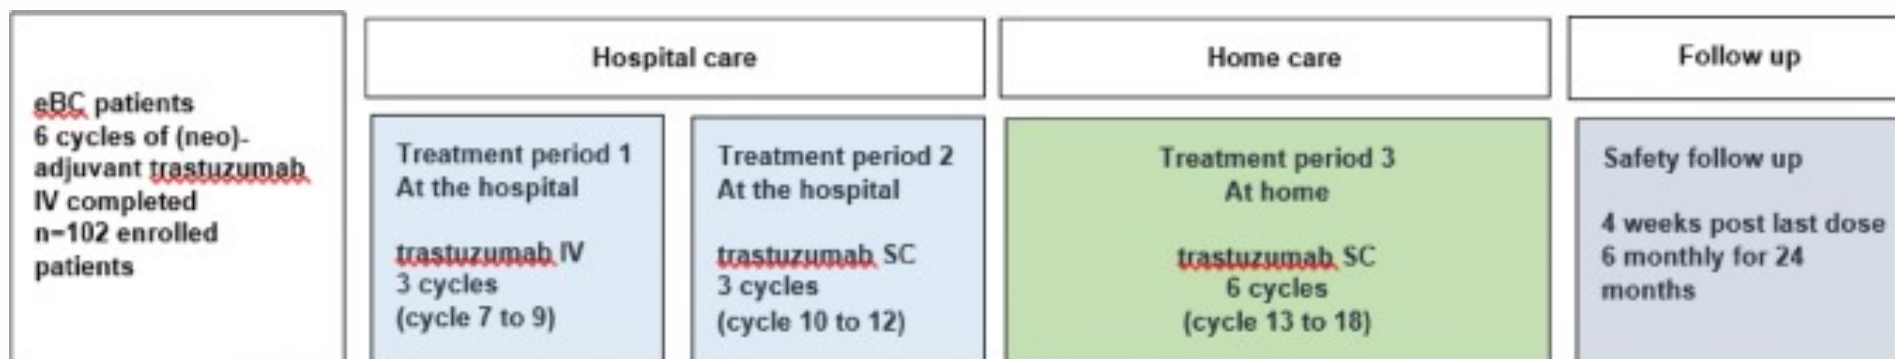 eBC patients
6 cycles of (neo)-
adjuvant trastuzumab
IV completed
n=102 enrolled
patients
Hospital care
Treatment period 1
At the hospital
trastuzumab IV
3 cycles
(cycle 7 to 9)
Treatment period 2
At the hospital
trastuzumab SC
3 cycles
(cycle 10 to 12)
Home care
Treatment period 3
At home
trastuzumab SC
6 cycles
(cycle 13 to 18)
Follow up
Safety follow up
4 weeks post last dose
6 monthly for 24
months